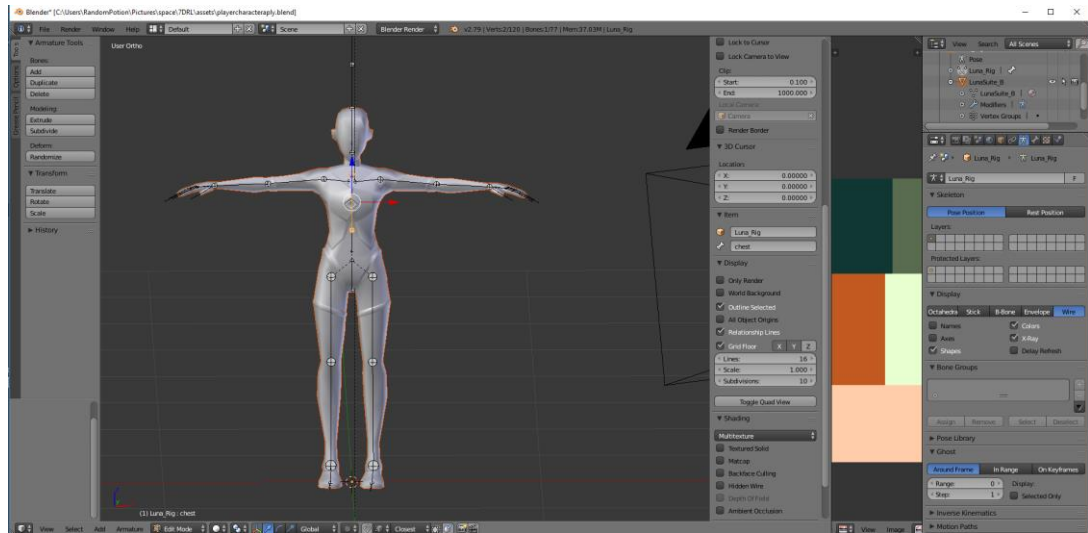 Blender* [C:\Users\RandomPotion\Pictures\space\7DRL\assets\playercharacteraply.blend]
File Render Window Help Default Scene Blender Render v2.79 | Verts:2/126 | Bones:1/77 | Mem:37.03M | Luna_Rig
Armature Tools
Bones:
Add
Duplicate
Delete
Modeling:
Extrude
Subdivide
Deform:
Randomize
Transform
Translate
Rotate
Scale
History
Tools
Options
Grease Pencil
User Ortho
(1) Luna_Rig : chest
View Select Add Armature Edit Mode Global Closest
Lock to Cursor
Lock Camera to View
Clip:
Start: 0.100
End: 1000.000
Local Camera:
Camera
Render Border
3D Cursor
Location:
X: 0.00000
Y: 0.00000
Z: 0.00000
Item
Luna_Rig
chest
Display
Only Render
World Background
Outline Selected
All Object Origins
Relationship Lines
Grid Floor X Y Z
Lines: 16
Scale: 1.000
Subdivisions: 10
Toggle Quad View
Shading
Multitexture
Textured Solid
Matcap
Backface Culling
Hidden Wire
Depth Of Field
Ambient Occlusion
View Image
View Search All Scenes
Pose
Luna_Rig
LunaSuite_B
LunaSuite_B
Modifiers
Vertex Groups
Luna_Rig Luna_Rig
Luna_Rig F
Skeleton
Pose Position Rest Position
Layers:
Protected Layers:
Display
Octahedra Stick B-Bone Envelope Wire
Names Colors
Axes X-Ray
Shapes Delay Refresh
Bone Groups
Assign Remove Select Deselect
Pose Library
Ghost
Around Frame In Range On Keyframes
Range: 0 Display:
Step: 1 Selected Only
Inverse Kinematics
Motion Paths